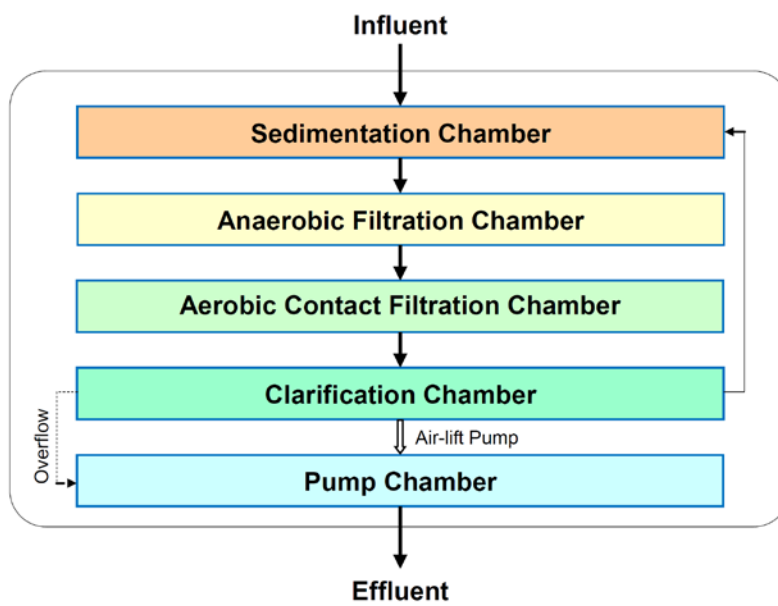 Influent
Sedimentation Chamber
Anaerobic Filtration Chamber
Aerobic Contact Filtration Chamber
Clarification Chamber
Overflow
Air-lift Pump
Pump Chamber
Effluent